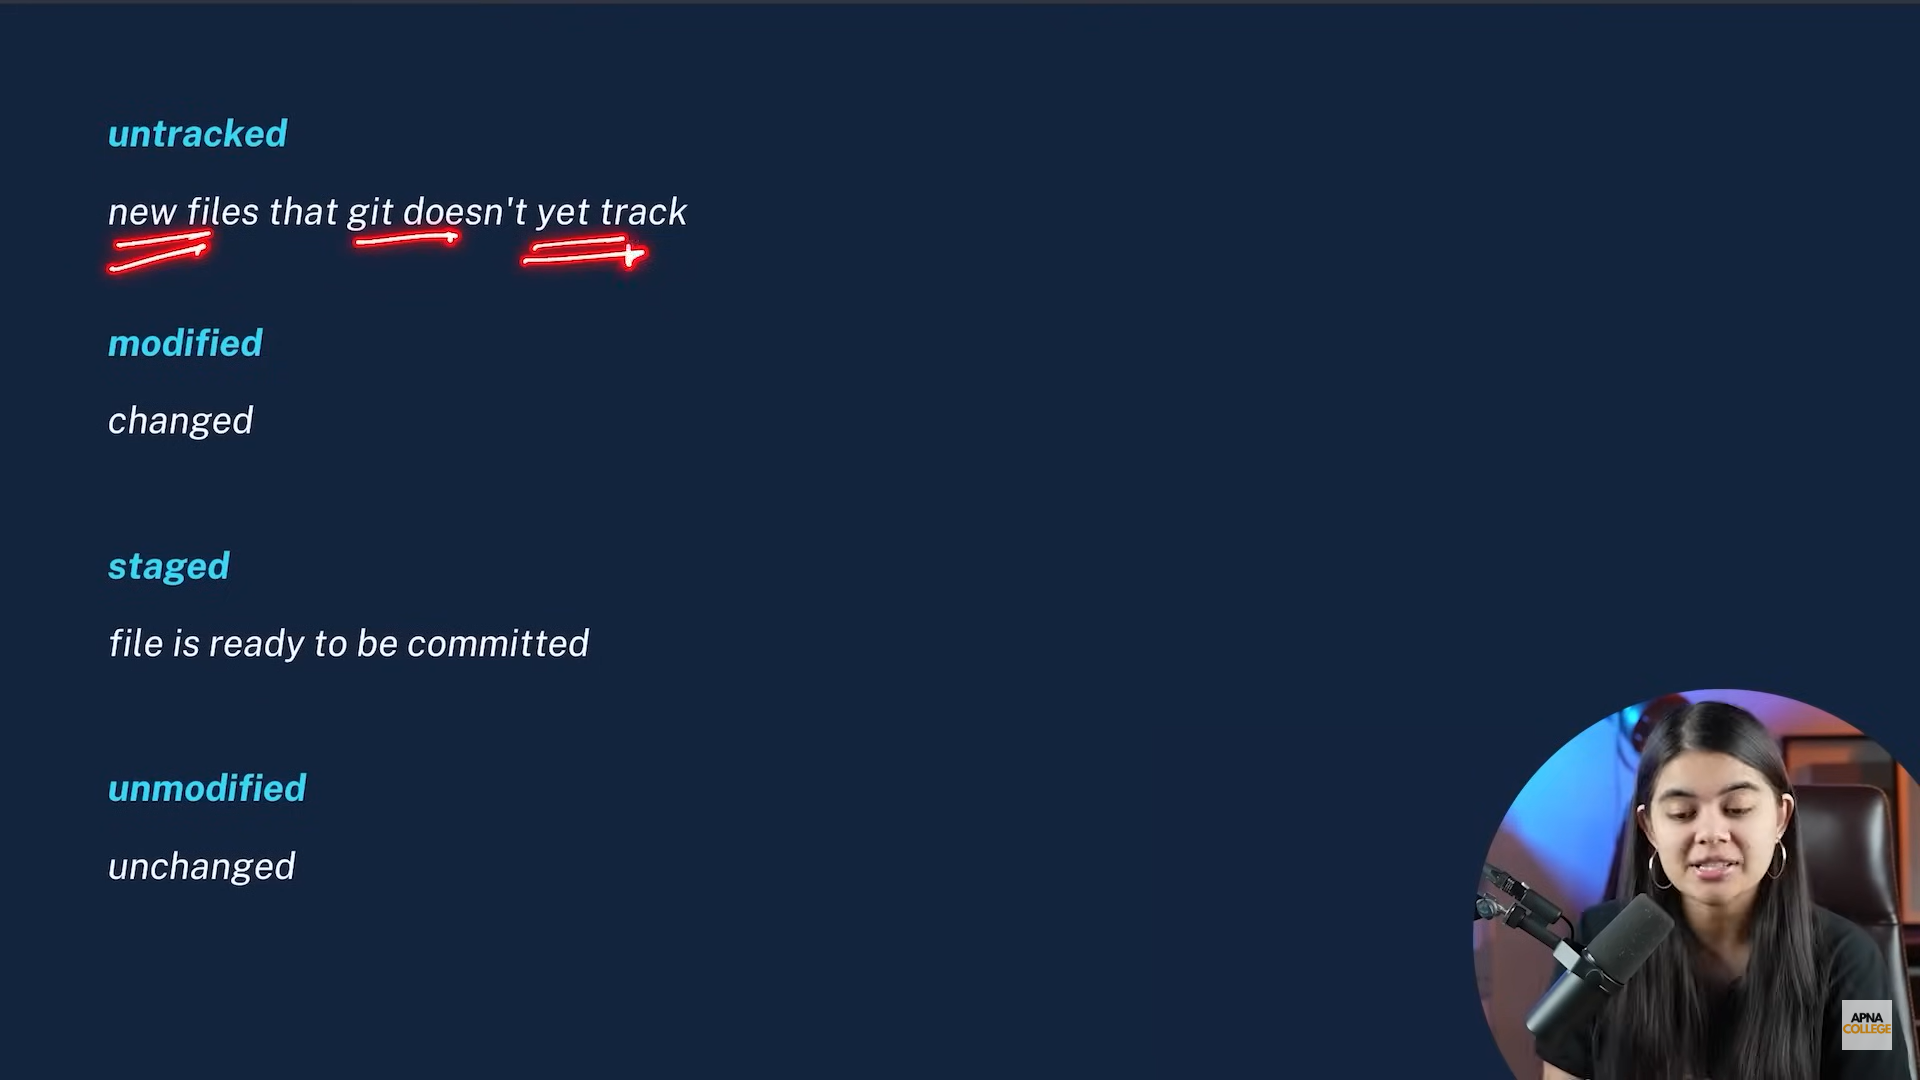 untracked
new files that git doesn't yet track
modified
changed
staged
file is ready to be committed
unmodified
unchanged
APNA
COLLEGE